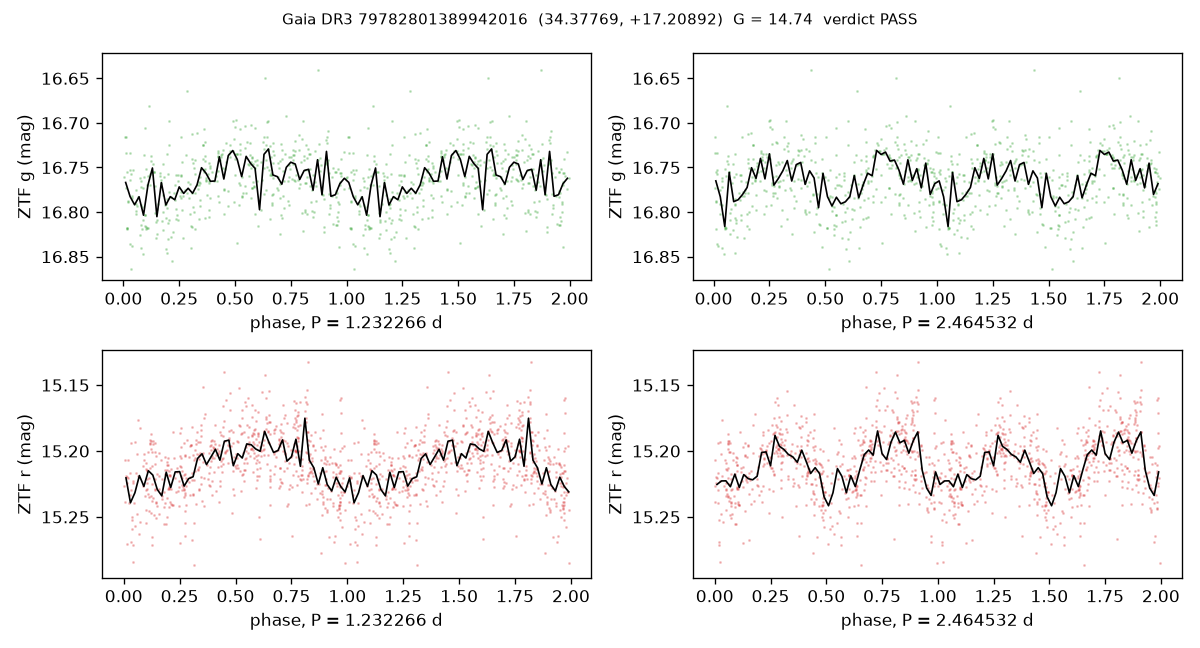 Gaia DR3 79782801389942016 (34.37769, +17.20892) G = 14.74 verdict PASS
ZTF g (mag)
16.65
16.70
16.75
16.80
16.85
0.00 0.25 0.50 0.75 1.00 1.25 1.50 1.75 2.00
phase, P = 1.232266 d
ZTF g (mag)
16.65
16.70
16.75
16.80
16.85
0.00 0.25 0.50 0.75 1.00 1.25 1.50 1.75 2.00
phase, P = 2.464532 d
ZTF r (mag)
15.15
15.20
15.25
0.00 0.25 0.50 0.75 1.00 1.25 1.50 1.75 2.00
phase, P = 1.232266 d
ZTF r (mag)
15.15
15.20
15.25
0.00 0.25 0.50 0.75 1.00 1.25 1.50 1.75 2.00
phase, P = 2.464532 d